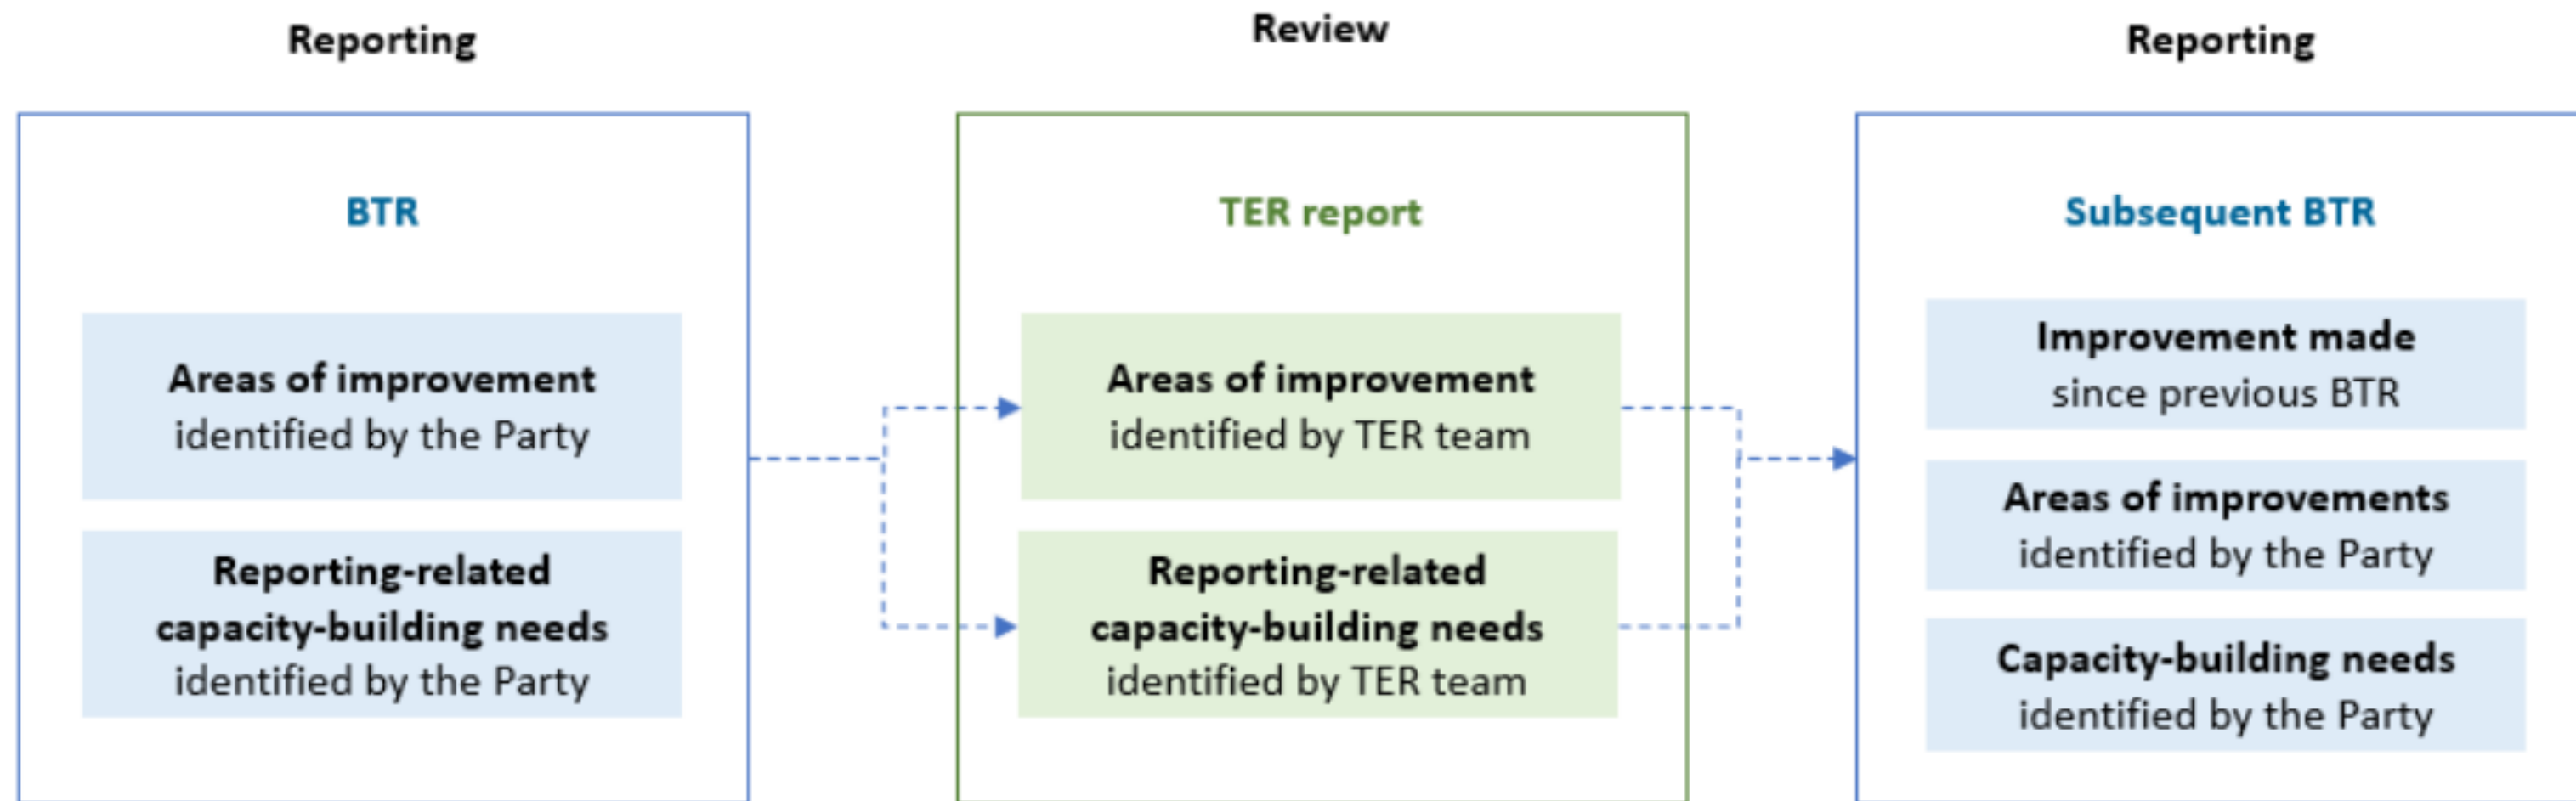 Reporting
Review
Reporting
BTR
Areas of improvement
identified by the Party
Reporting-related
capacity-building needs
identified by the Party
TER report
Areas of improvement
identified by TER team
Reporting-related
capacity-building needs
identified by TER team
Subsequent BTR
Improvement made
since previous BTR
Areas of improvements
identified by the Party
Capacity-building needs
identified by the Party